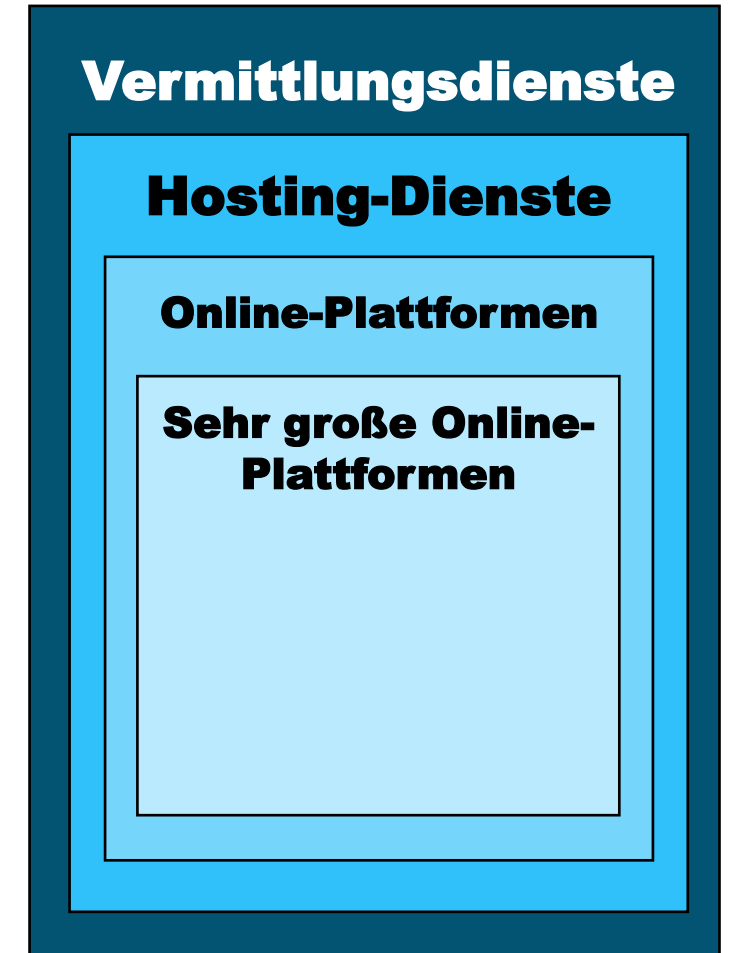 Vermittlungsdienste
Hosting-Dienste
Online-Plattformen
Sehr große Online-
Plattformen